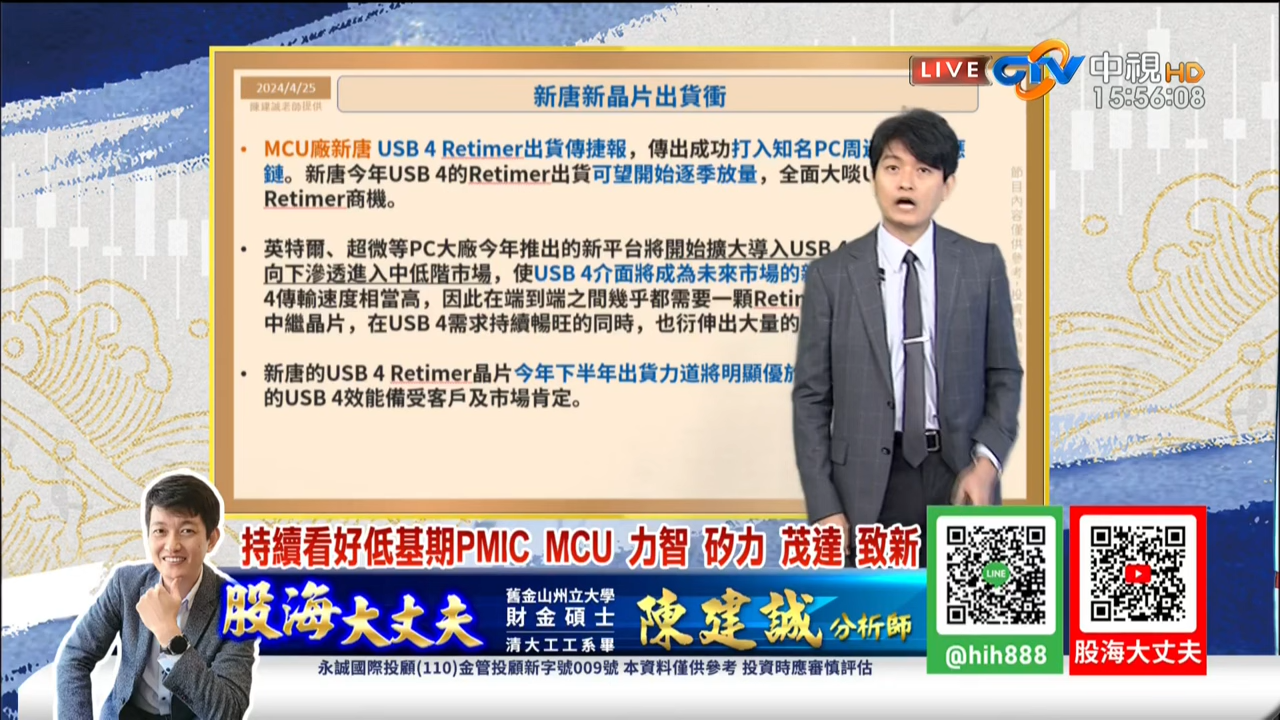 LIVE
CTV 中視HD
15:56:08
2024/4/25
陳建誠老師提供
新唐新晶片出貨衝
• MCU廠新唐 USB 4 Retimer出貨傳捷報，傳出成功打入知名PC周
鏈。新唐今年USB 4的Retimer出貨可望開始逐季放量，全面大啖U
Retimer商機。
• 英特爾、超微等PC大廠今年推出的新平台將開始擴大導入USB 4
向下滲透進入中低階市場，使USB 4介面將成為未來市場的
4傳輸速度相當高，因此在端到端之間幾乎都需要一顆Retim
中繼晶片，在USB 4需求持續暢旺的同時，也衍伸出大量的
• 新唐的USB 4 Retimer晶片今年下半年出貨力道將明顯優於
的USB 4效能備受客戶及市場肯定。
節目內容僅供參考，投資
持續看好低基期PMIC MCU 力智 矽力 茂達 致新
股海大丈夫
舊金山州立大學
財金碩士
清大工工系畢
陳建誠 分析師
LINE
@hih888
股海大丈夫
永誠國際投顧(110)金管投顧新字號009號 本資料僅供參考 投資時應審慎評估